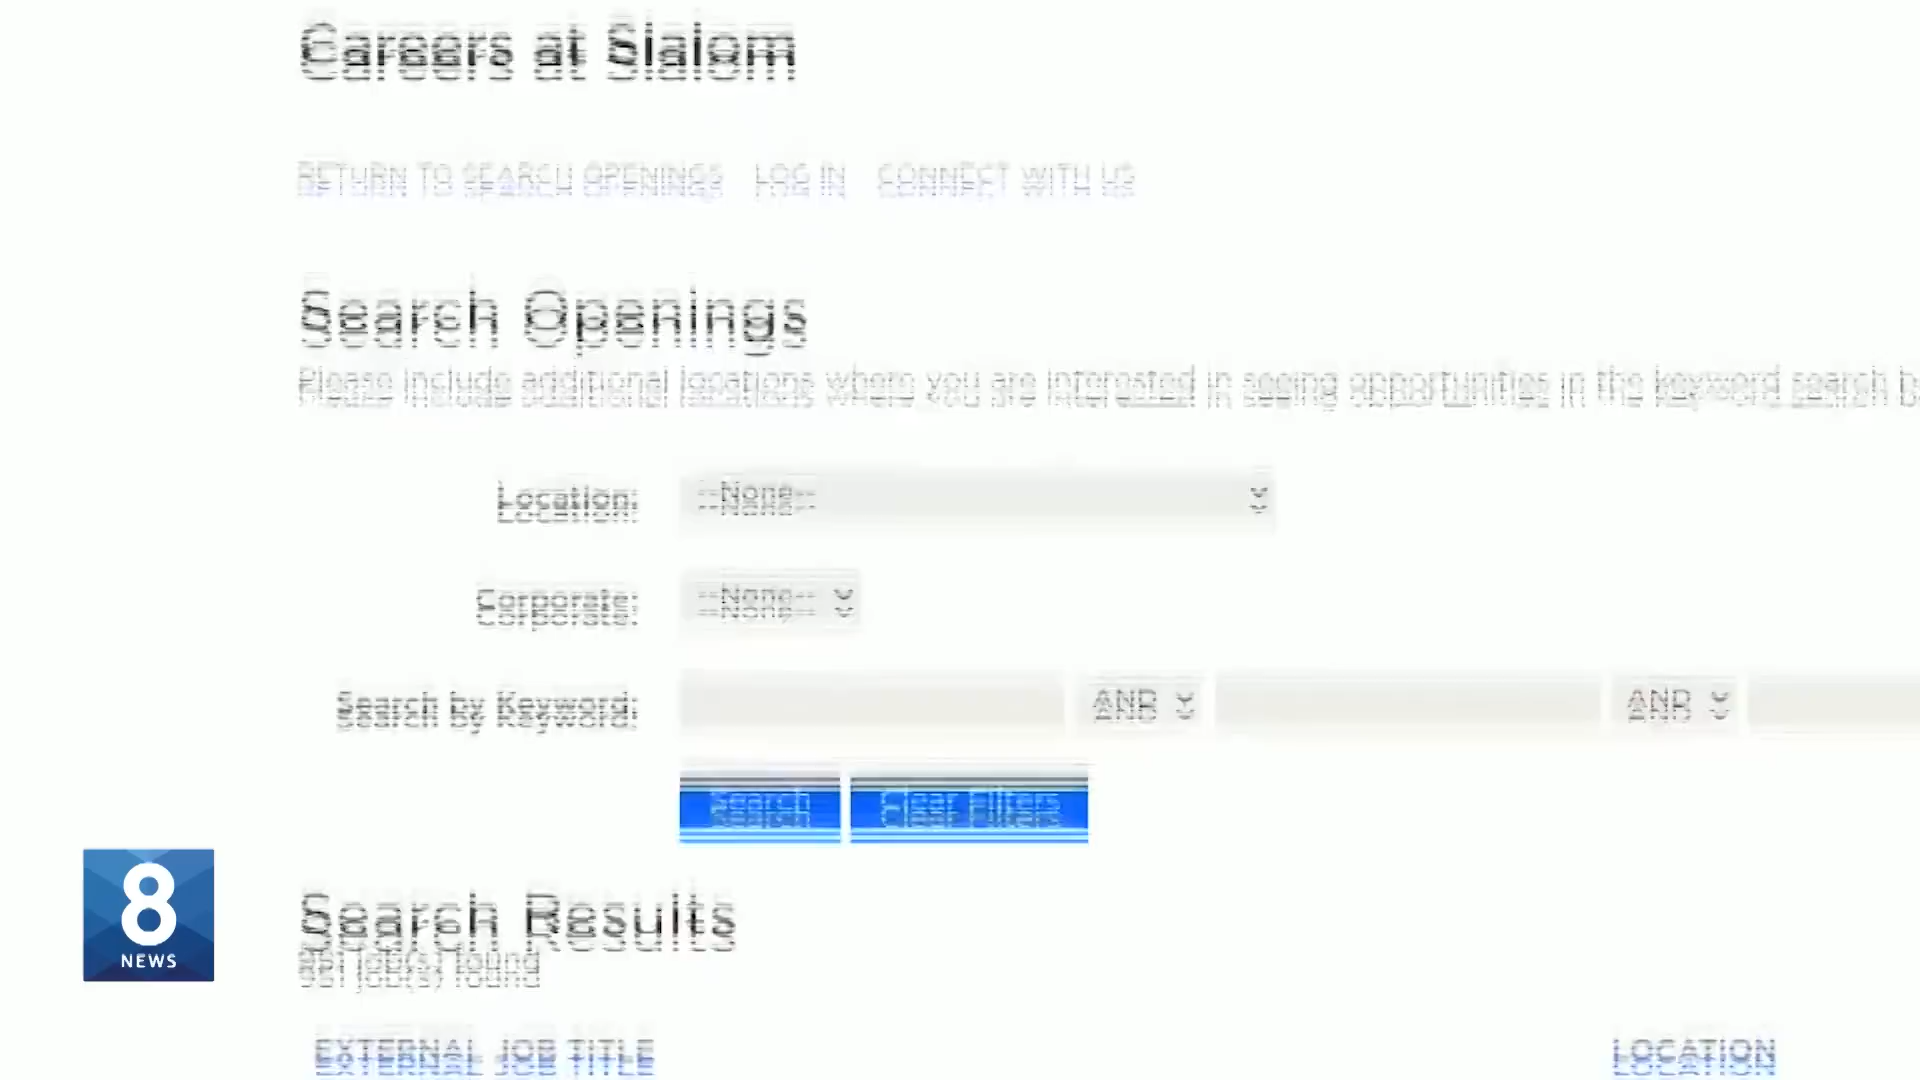 Careers at Slalom
RETURN TO SEARCH OPENINGS LOG IN CONNECT WITH US
Search Openings
Please include additional locations where you are interested in seeing opportunities in the keyword search
Location: --None--
Corporate: --None--
Search by Keyword: AND AND
Search Clear Filters
8
NEWS
Search Results
job(s) found
EXTERNAL JOB TITLE LOCATION